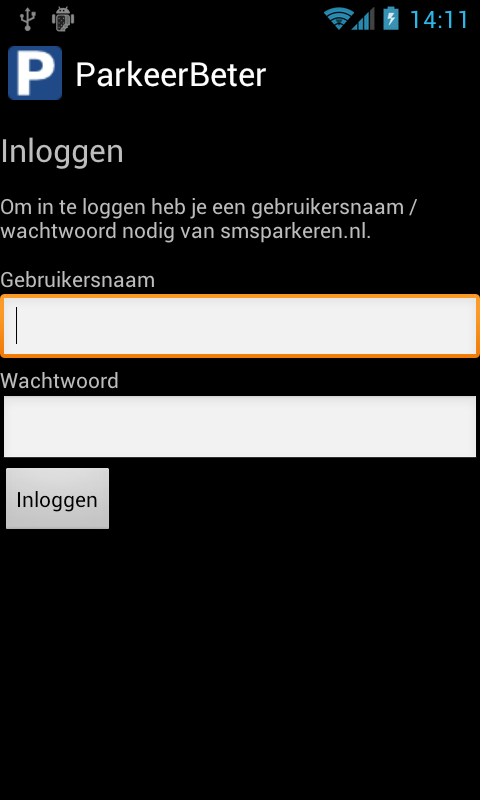 14:11
P ParkeerBeter
Inloggen
Om in te loggen heb je een gebruikersnaam /
wachtwoord nodig van smsparkeren.nl.
Gebruikersnaam
Wachtwoord
Inloggen